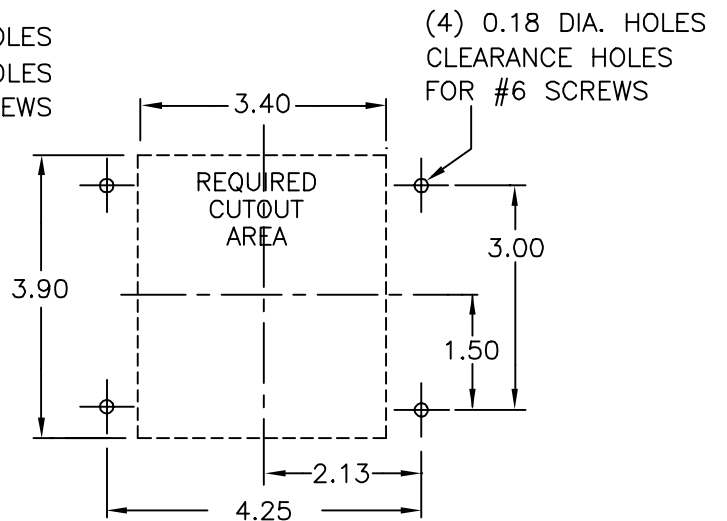 OLES
OLES
EWS
(4) 0.18 DIA. HOLES
CLEARANCE HOLES
FOR #6 SCREWS
3.40
REQUIRED
CUTOUT
AREA
3.00
3.90
1.50
2.13
4.25